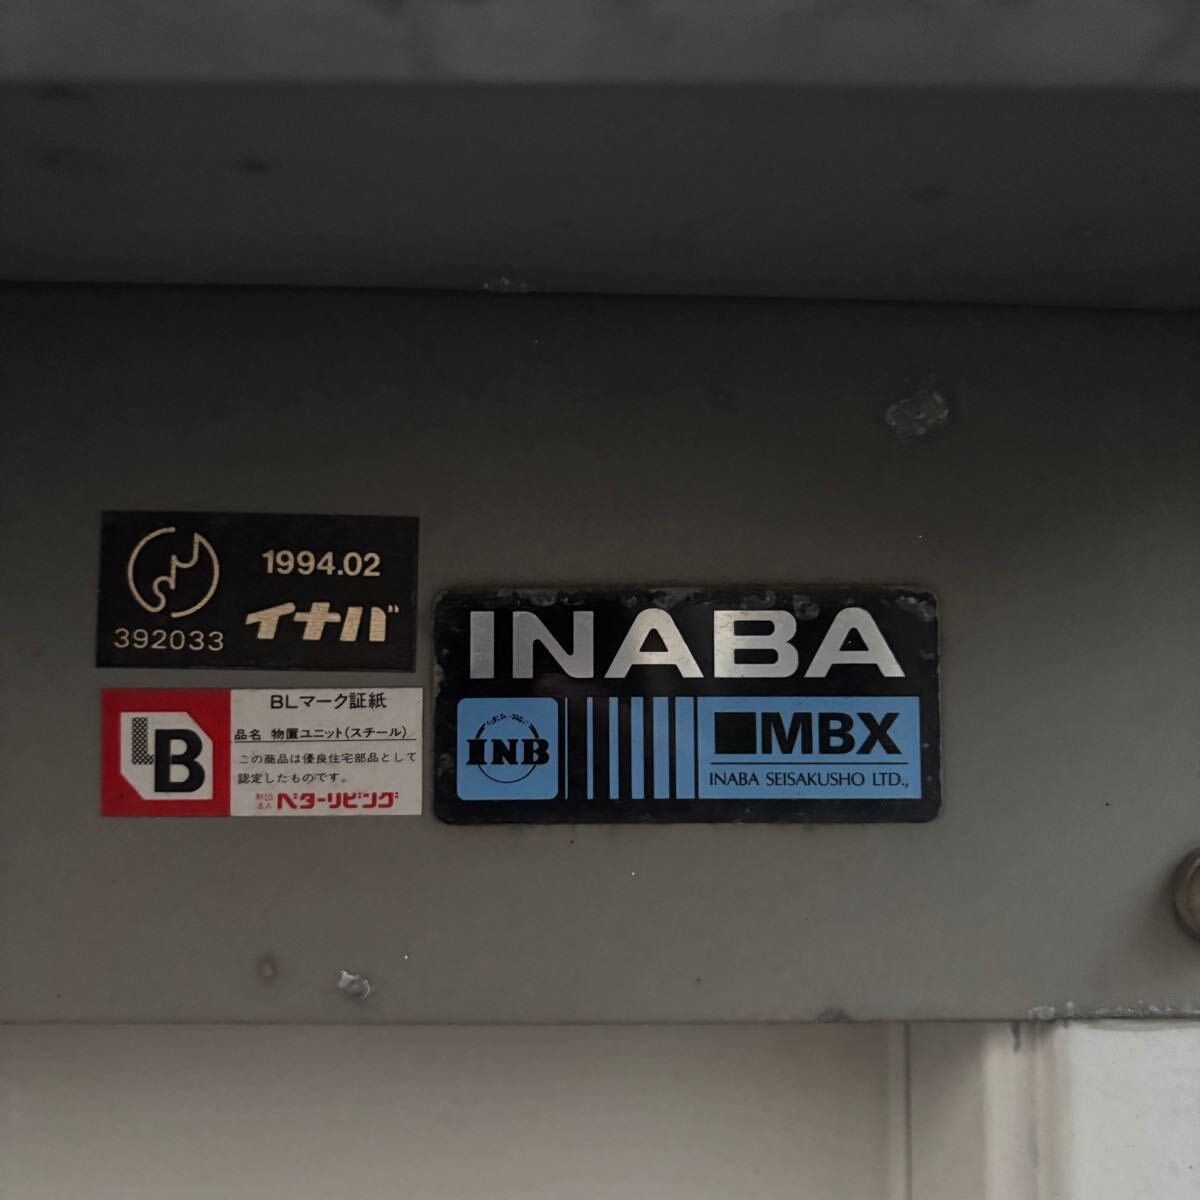 1994.02
392033
イナバ
LB
BLマーク証紙
品名 物置ユニット(スチール)
この商品は優良住宅部品として
認定したものです。
財団法人 ベターリビング
INABA
INB
■MBX
INABA SEISAKUSHO LTD.,